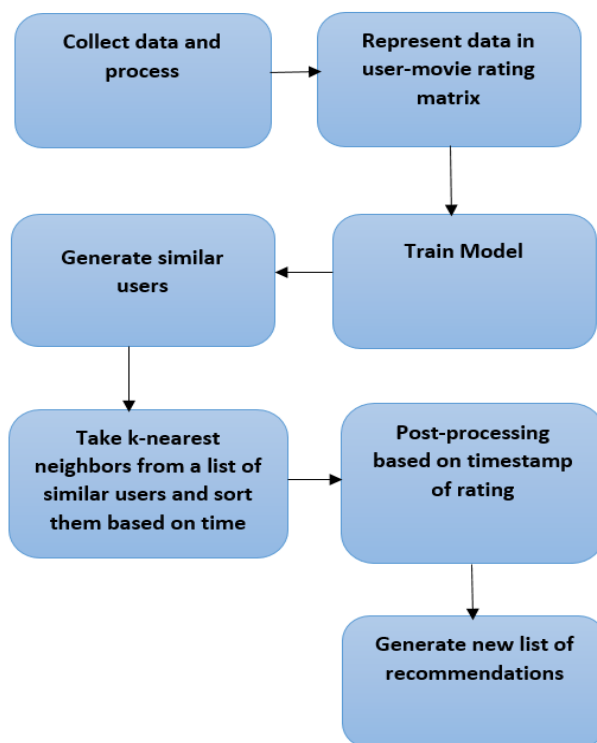 Collect data and
process
Represent data in
user-movie rating
matrix
Train Model
Generate similar
users
Take k-nearest
neighbors from a list of
similar users and sort
them based on time
Post-processing
based on timestamp
of rating
Generate new list of
recommendations